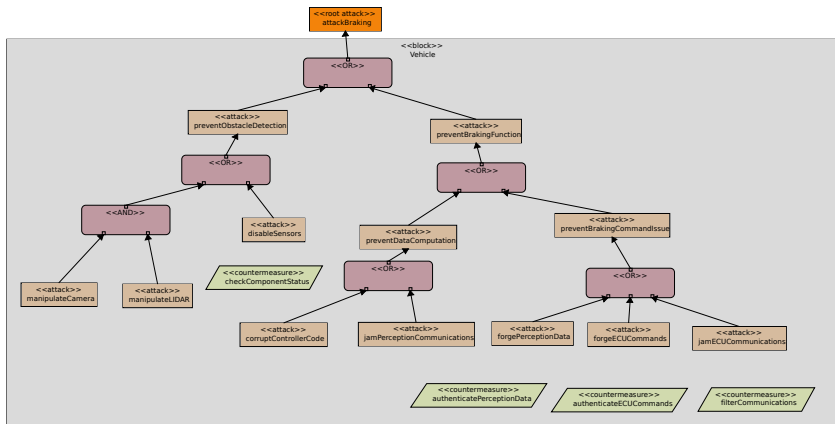 <<root attack>>
attackBraking
<<block>>
Vehicle
<<OR>>
<<attack>>
preventObstacleDetection
<<attack>>
preventBrakingFunction
<<OR>>
<<OR>>
<<AND>>
<<attack>>
disableSensors
<<attack>>
preventDataComputation
<<attack>>
preventBrakingCommandIssue
<<countermeasure>>
checkComponentStatus
<<OR>>
<<OR>>
<<attack>>
manipulateCamera
<<attack>>
manipulateLIDAR
<<attack>>
corruptControllerCode
<<attack>>
jamPerceptionCommunications
<<attack>>
forgePerceptionData
<<attack>>
forgeECUCommands
<<attack>>
jamECUCommunications
<<countermeasure>>
authenticatePerceptionData
<<countermeasure>>
authenticateECUCommands
<<countermeasure>>
filterCommunications